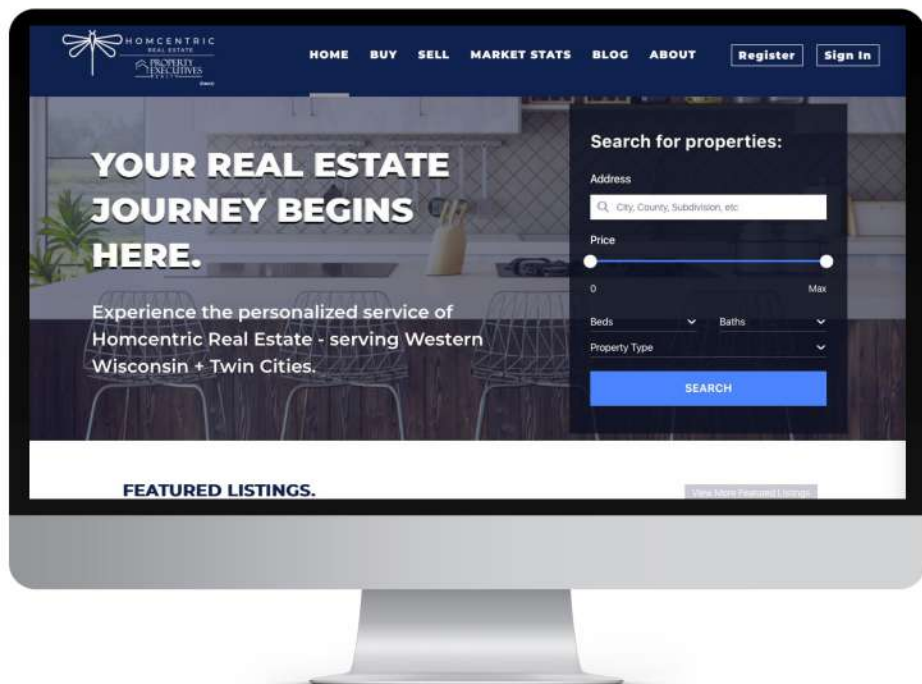 HOMCENTRIC
REAL ESTATE
PROPERTY
EXECUTIVES
REALTY
HOME BUY SELL MARKET STATS BLOG ABOUT Register Sign In
YOUR REAL ESTATE
JOURNEY BEGINS
HERE.
Experience the personalized service of
Homcentric Real Estate - serving Western
Wisconsin + Twin Cities.
Search for properties:
Address
City, County, Subdivision, etc
Price
0 Max
Beds Baths
Property Type
SEARCH
FEATURED LISTINGS.
View More Featured Listings